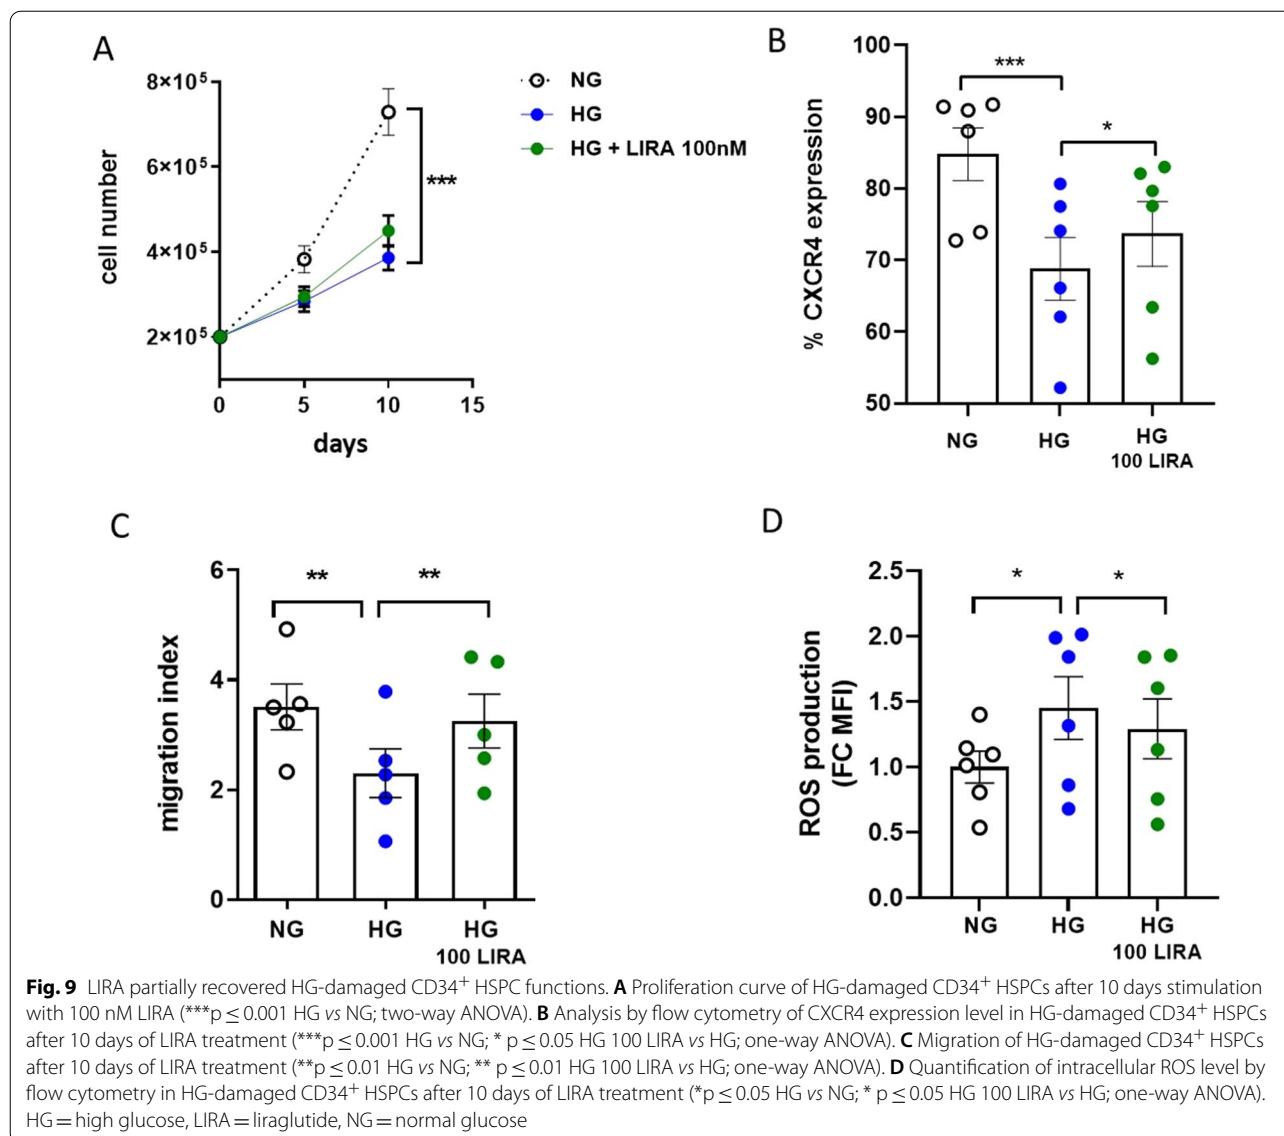 A
8×10⁵
6×10⁵
4×10⁵
2×10⁵
cell number
0
5
10
15
days
***
NG
HG
HG + LIRA 100nM
B
100
90
80
70
60
50
% CXCR4 expression
***
*
NG
HG
HG
100 LIRA
C
6
4
2
0
migration index
**
**
NG
HG
HG
100 LIRA
D
2.5
2.0
1.5
1.0
0.5
0.0
ROS production
(FC MFI)
*
*
NG
HG
HG
100 LIRA
Fig. 9 LIRA partially recovered HG-damaged CD34⁺ HSPC functions. A Proliferation curve of HG-damaged CD34⁺ HSPCs after 10 days stimulation
with 100 nM LIRA (***p ≤ 0.001 HG vs NG; two-way ANOVA). B Analysis by flow cytometry of CXCR4 expression level in HG-damaged CD34⁺ HSPCs
after 10 days of LIRA treatment (***p ≤ 0.001 HG vs NG; * p ≤ 0.05 HG 100 LIRA vs HG; one-way ANOVA). C Migration of HG-damaged CD34⁺ HSPCs
after 10 days of LIRA treatment (**p ≤ 0.01 HG vs NG; ** p ≤ 0.01 HG 100 LIRA vs HG; one-way ANOVA). D Quantification of intracellular ROS level by
flow cytometry in HG-damaged CD34⁺ HSPCs after 10 days of LIRA treatment (*p ≤ 0.05 HG vs NG; * p ≤ 0.05 HG 100 LIRA vs HG; one-way ANOVA).
HG = high glucose, LIRA = liraglutide, NG = normal glucose